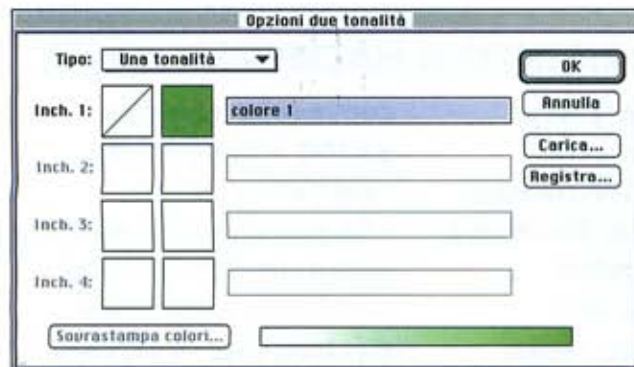 Opzioni due tonalità
Tipo: Una tonalità
OK
Inch. 1: colore 1
Annulla
Carica...
Inch. 2:
Registra...
Inch. 3:
Inch. 4:
Sovrastampa colori...